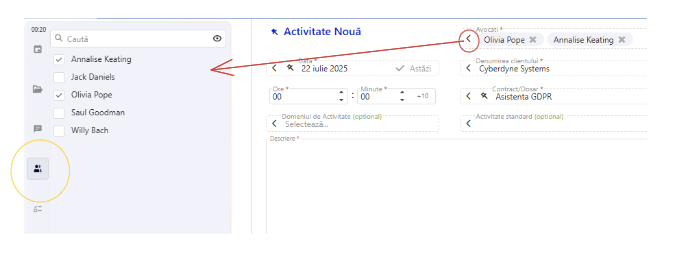 00:20
Caută
Annalise Keating
Jack Daniels
Olivia Pope
Saul Goodman
Willy Bach
Activitate Nouă
Avocați *
Olivia Pope
Annalise Keating
Data *
22 iulie 2025
Astăzi
Denumirea clientului *
Cyberdyne Systems
Ore *
00
:
Minute *
00
+10
Contract/Dosar *
Asistenta GDPR
Domeniul de Activitate (optional)
Selectează...
Activitate standard (optional)
Descriere *